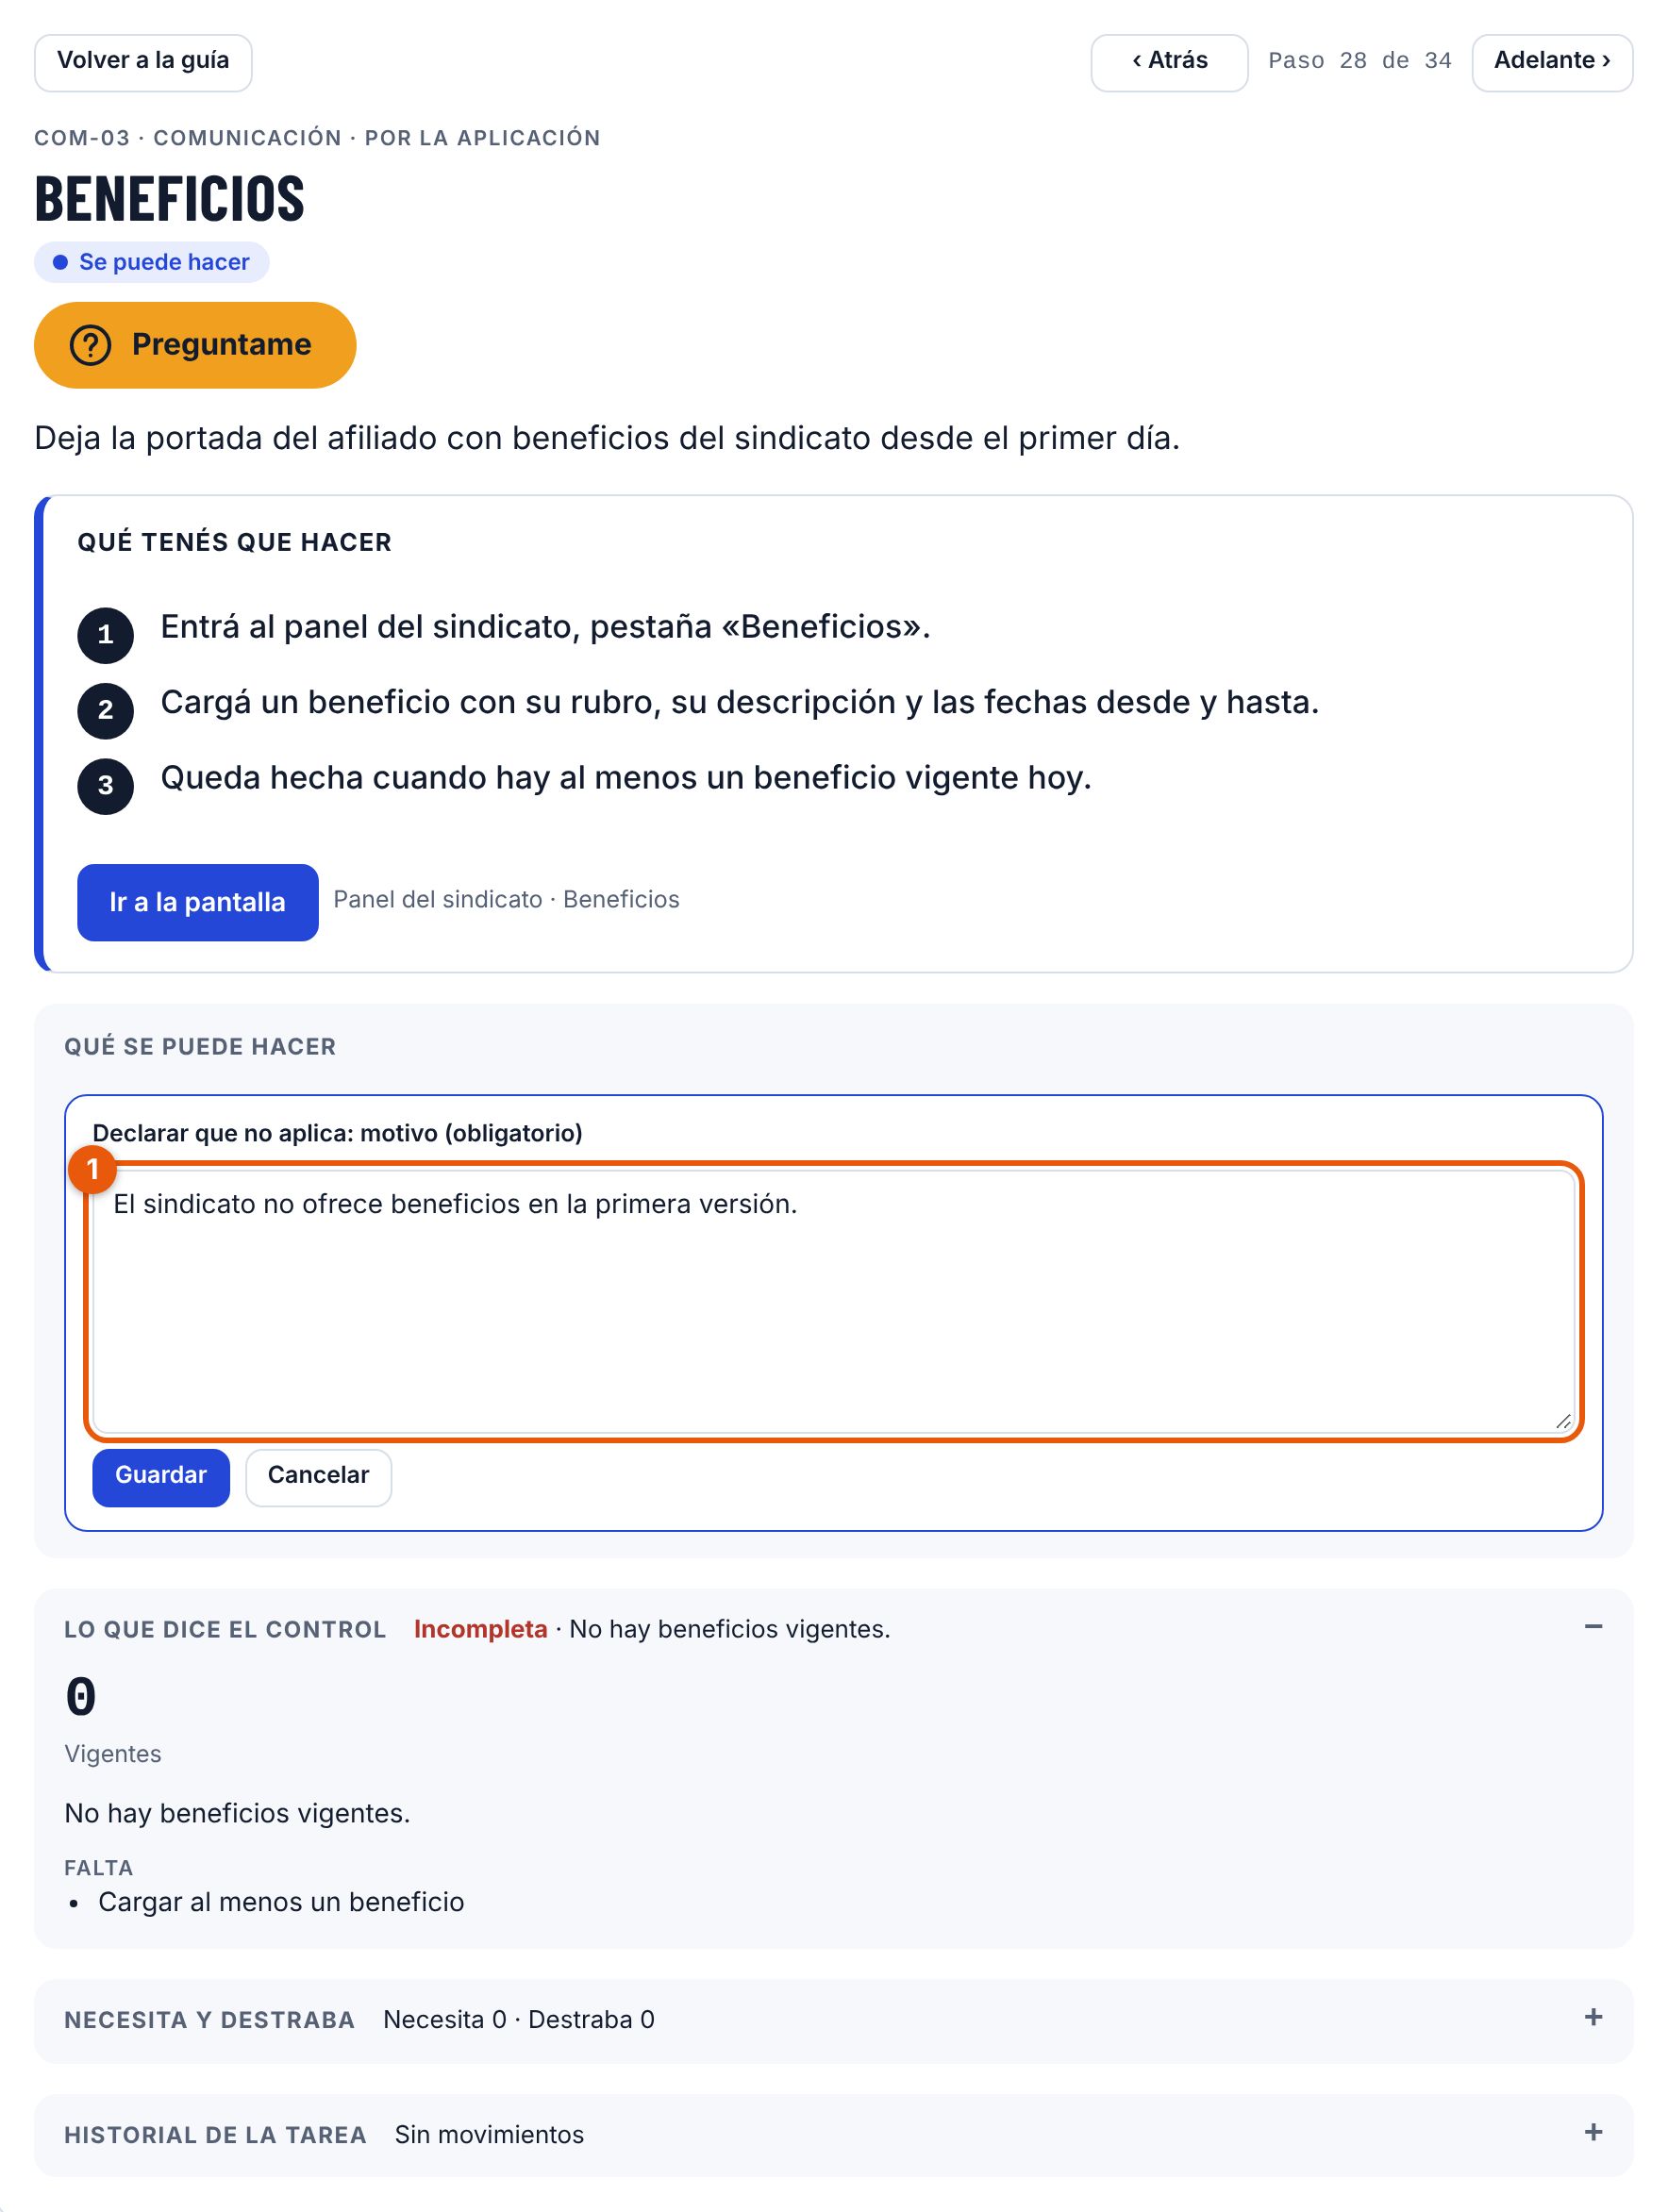 Volver a la guía
‹ Atrás
Paso 28 de 34
Adelante ›
COM-03 · COMUNICACIÓN · POR LA APLICACIÓN
BENEFICIOS
Se puede hacer
Preguntame
Deja la portada del afiliado con beneficios del sindicato desde el primer día.
QUÉ TENÉS QUE HACER
1 Entrá al panel del sindicato, pestaña «Beneficios».
2 Cargá un beneficio con su rubro, su descripción y las fechas desde y hasta.
3 Queda hecha cuando hay al menos un beneficio vigente hoy.
Ir a la pantalla Panel del sindicato · Beneficios
QUÉ SE PUEDE HACER
Declarar que no aplica: motivo (obligatorio)
1
El sindicato no ofrece beneficios en la primera versión.
Guardar Cancelar
LO QUE DICE EL CONTROL Incompleta · No hay beneficios vigentes. −
0
Vigentes
No hay beneficios vigentes.
FALTA
• Cargar al menos un beneficio
NECESITA Y DESTRABA Necesita 0 · Destraba 0 +
HISTORIAL DE LA TAREA Sin movimientos +